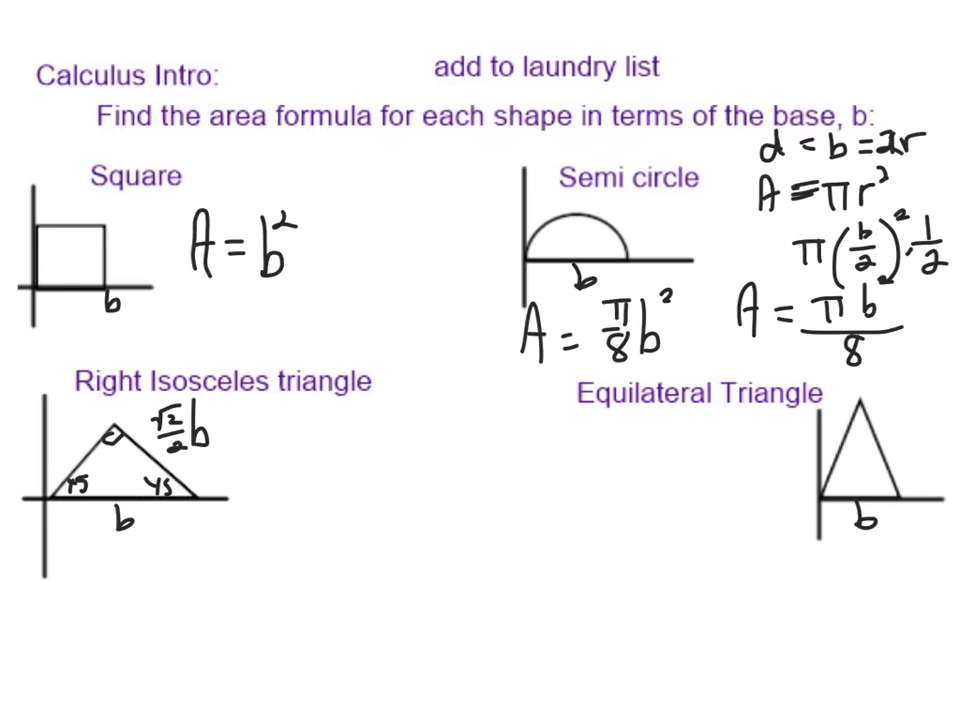 Calculus Intro:
add to laundry list
Find the area formula for each shape in terms of the base, b:
d = b = 2r
Square
Semi circle
A = πr²
A = b²
π(b/2)² · 1/2
b
b
A = π/8 b²
A = πb²/8
Right Isosceles triangle
Equilateral Triangle
√2/2 b
45 45
b
b